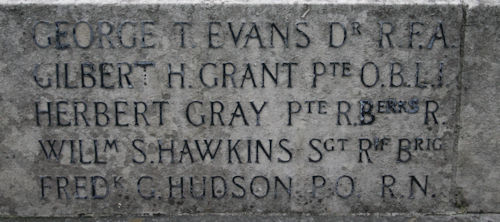 GEORGE T. EVANS Dr R.F.A.
GILBERT H. GRANT Pte O.B.L.I.
HERBERT GRAY Pte R.Berks R.
WILLm S. HAWKINS Sgt Rif Brig
FREDk C. HUDSON P.O. R.N.